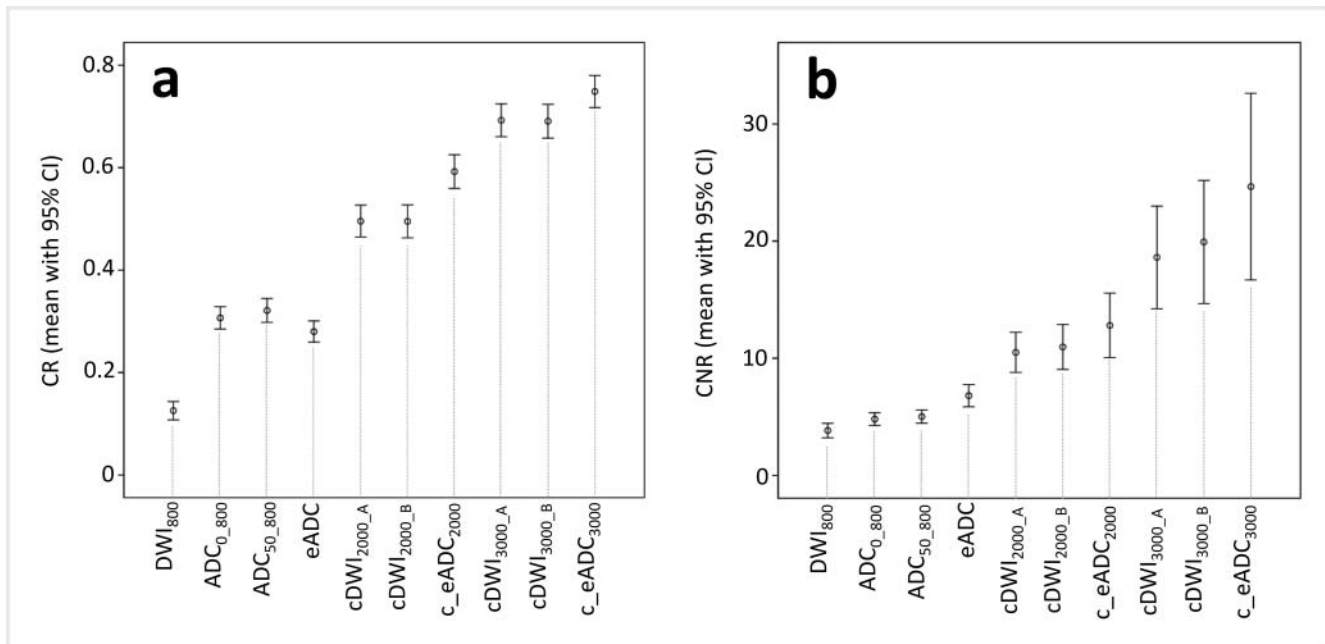 a
CR (mean with 95% CI)
0.8
0.6
0.4
0.2
0
DWI800
ADC0_800
ADC50_800
eADC
cDWI2000_A
cDWI2000_B
c_eADC2000
cDWI3000_A
cDWI3000_B
c_eADC3000
b
CNR (mean with 95% CI)
30
20
10
0
DWI800
ADC0_800
ADC50_800
eADC
cDWI2000_A
cDWI2000_B
c_eADC2000
cDWI3000_A
cDWI3000_B
c_eADC3000